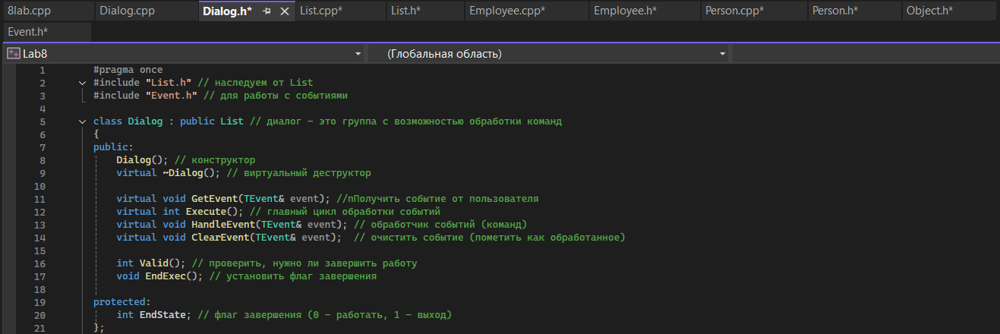 8lab.cpp Dialog.cpp Dialog.h* List.cpp* List.h* Employee.cpp* Employee.h* Person.cpp* Person.h* Object.h*
Event.h*
Lab8 (Глобальная область)
1 #pragma once
2 #include "List.h" // наследуем от List
3 #include "Event.h" // для работы с событиями
4
5 class Dialog : public List // диалог – это группа с возможностью обработки команд
6 {
7 public:
8 Dialog(); // конструктор
9 virtual ~Dialog(); // виртуальный деструктор
10
11 virtual void GetEvent(TEvent& event); //пПолучить событие от пользователя
12 virtual int Execute(); // главный цикл обработки событий
13 virtual void HandleEvent(TEvent& event); // обработчик событий (команд)
14 virtual void ClearEvent(TEvent& event); // очистить событие (пометить как обработанное)
15
16 int Valid(); // проверить, нужно ли завершить работу
17 void EndExec(); // установить флаг завершения
18
19 protected:
20 int EndState; // флаг завершения (0 – работать, 1 – выход)
21 };